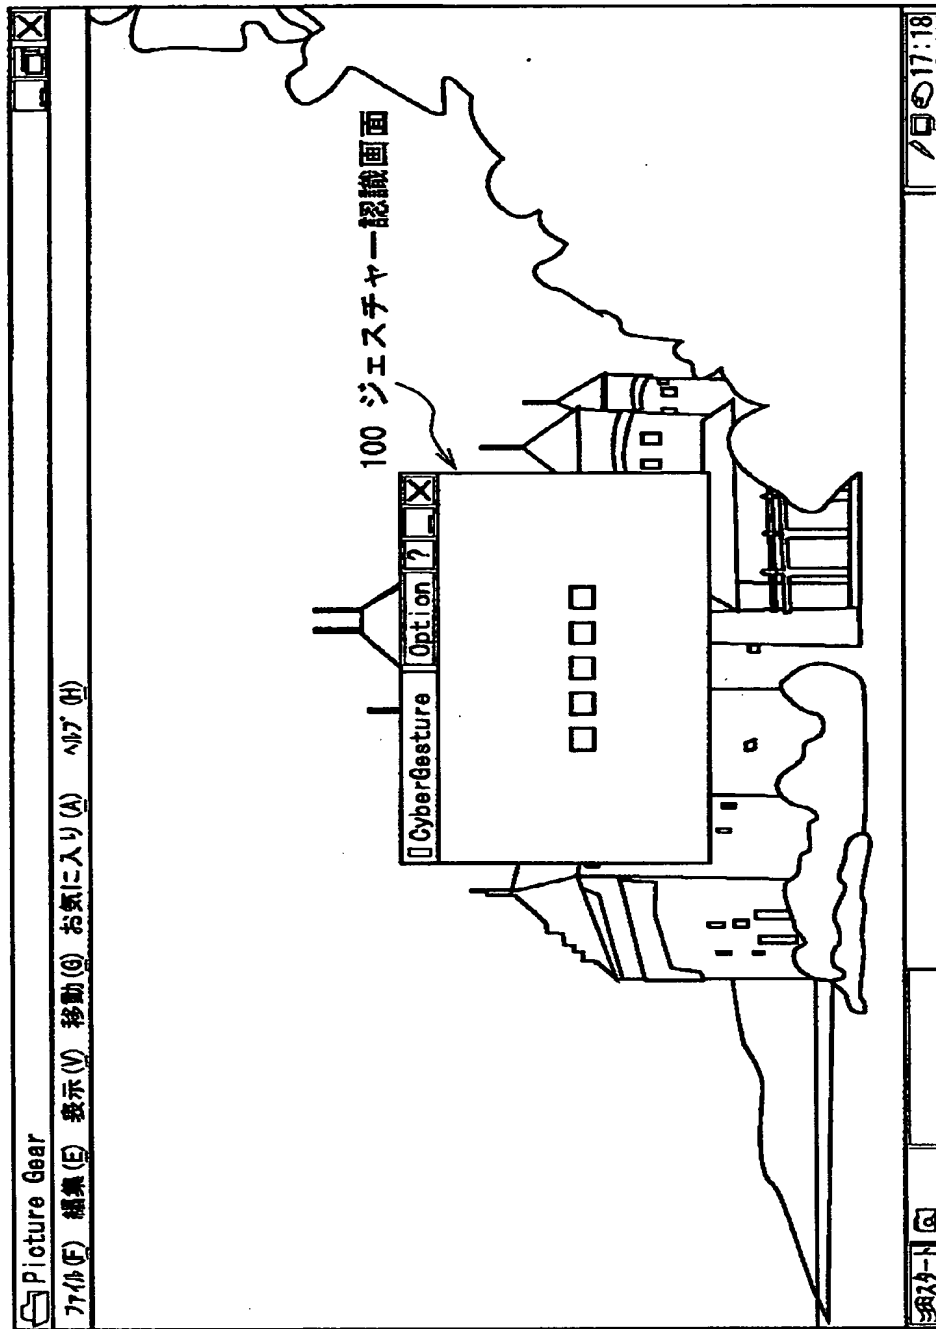 Picture Gear
ファイル(F) 編集(E) 表示(V) 移動(G) お気に入り(A) ヘルプ(H)
100 ジェスチャー認識画面
CyberGesture Option ?
スタート 17:18